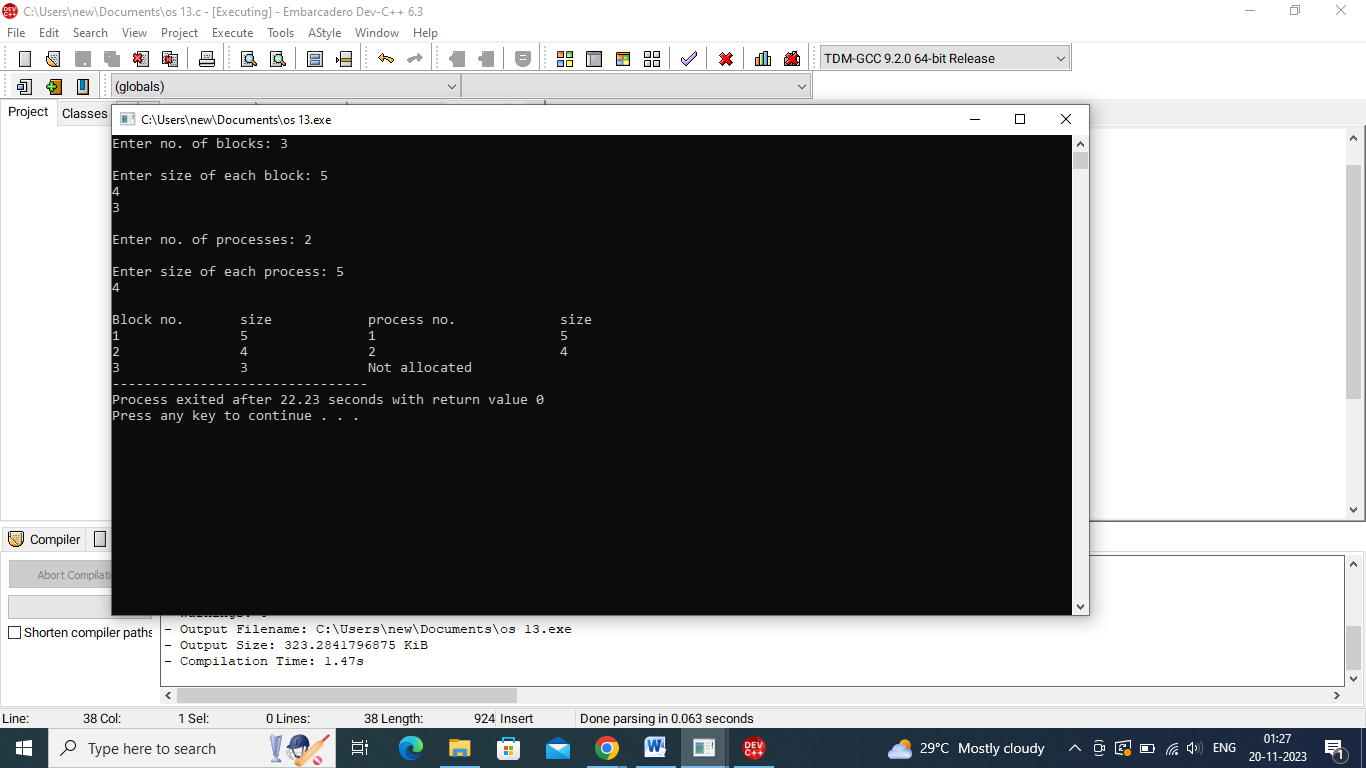 C:\Users\new\Documents\os 13.c - [Executing] - Embarcadero Dev-C++ 6.3
File Edit Search View Project Execute Tools AStyle Window Help
TDM-GCC 9.2.0 64-bit Release
(globals)
Project Classes
C:\Users\new\Documents\os 13.exe
Enter no. of blocks: 3
Enter size of each block: 5
4
3
Enter no. of processes: 2
Enter size of each process: 5
4
Block no. size process no. size
1 5 1 5
2 4 2 4
3 3 Not allocated
--------------------------------
Process exited after 22.23 seconds with return value 0
Press any key to continue . . .
Compiler
Abort Compilati
Shorten compiler paths
- Output Filename: C:\Users\new\Documents\os 13.exe
- Output Size: 323.2841796875 KiB
- Compilation Time: 1.47s
Line: 38 Col: 1 Sel: 0 Lines: 38 Length: 924 Insert Done parsing in 0.063 seconds
Type here to search
DEV C++
29°C Mostly cloudy
ENG
01:27
20-11-2023
1